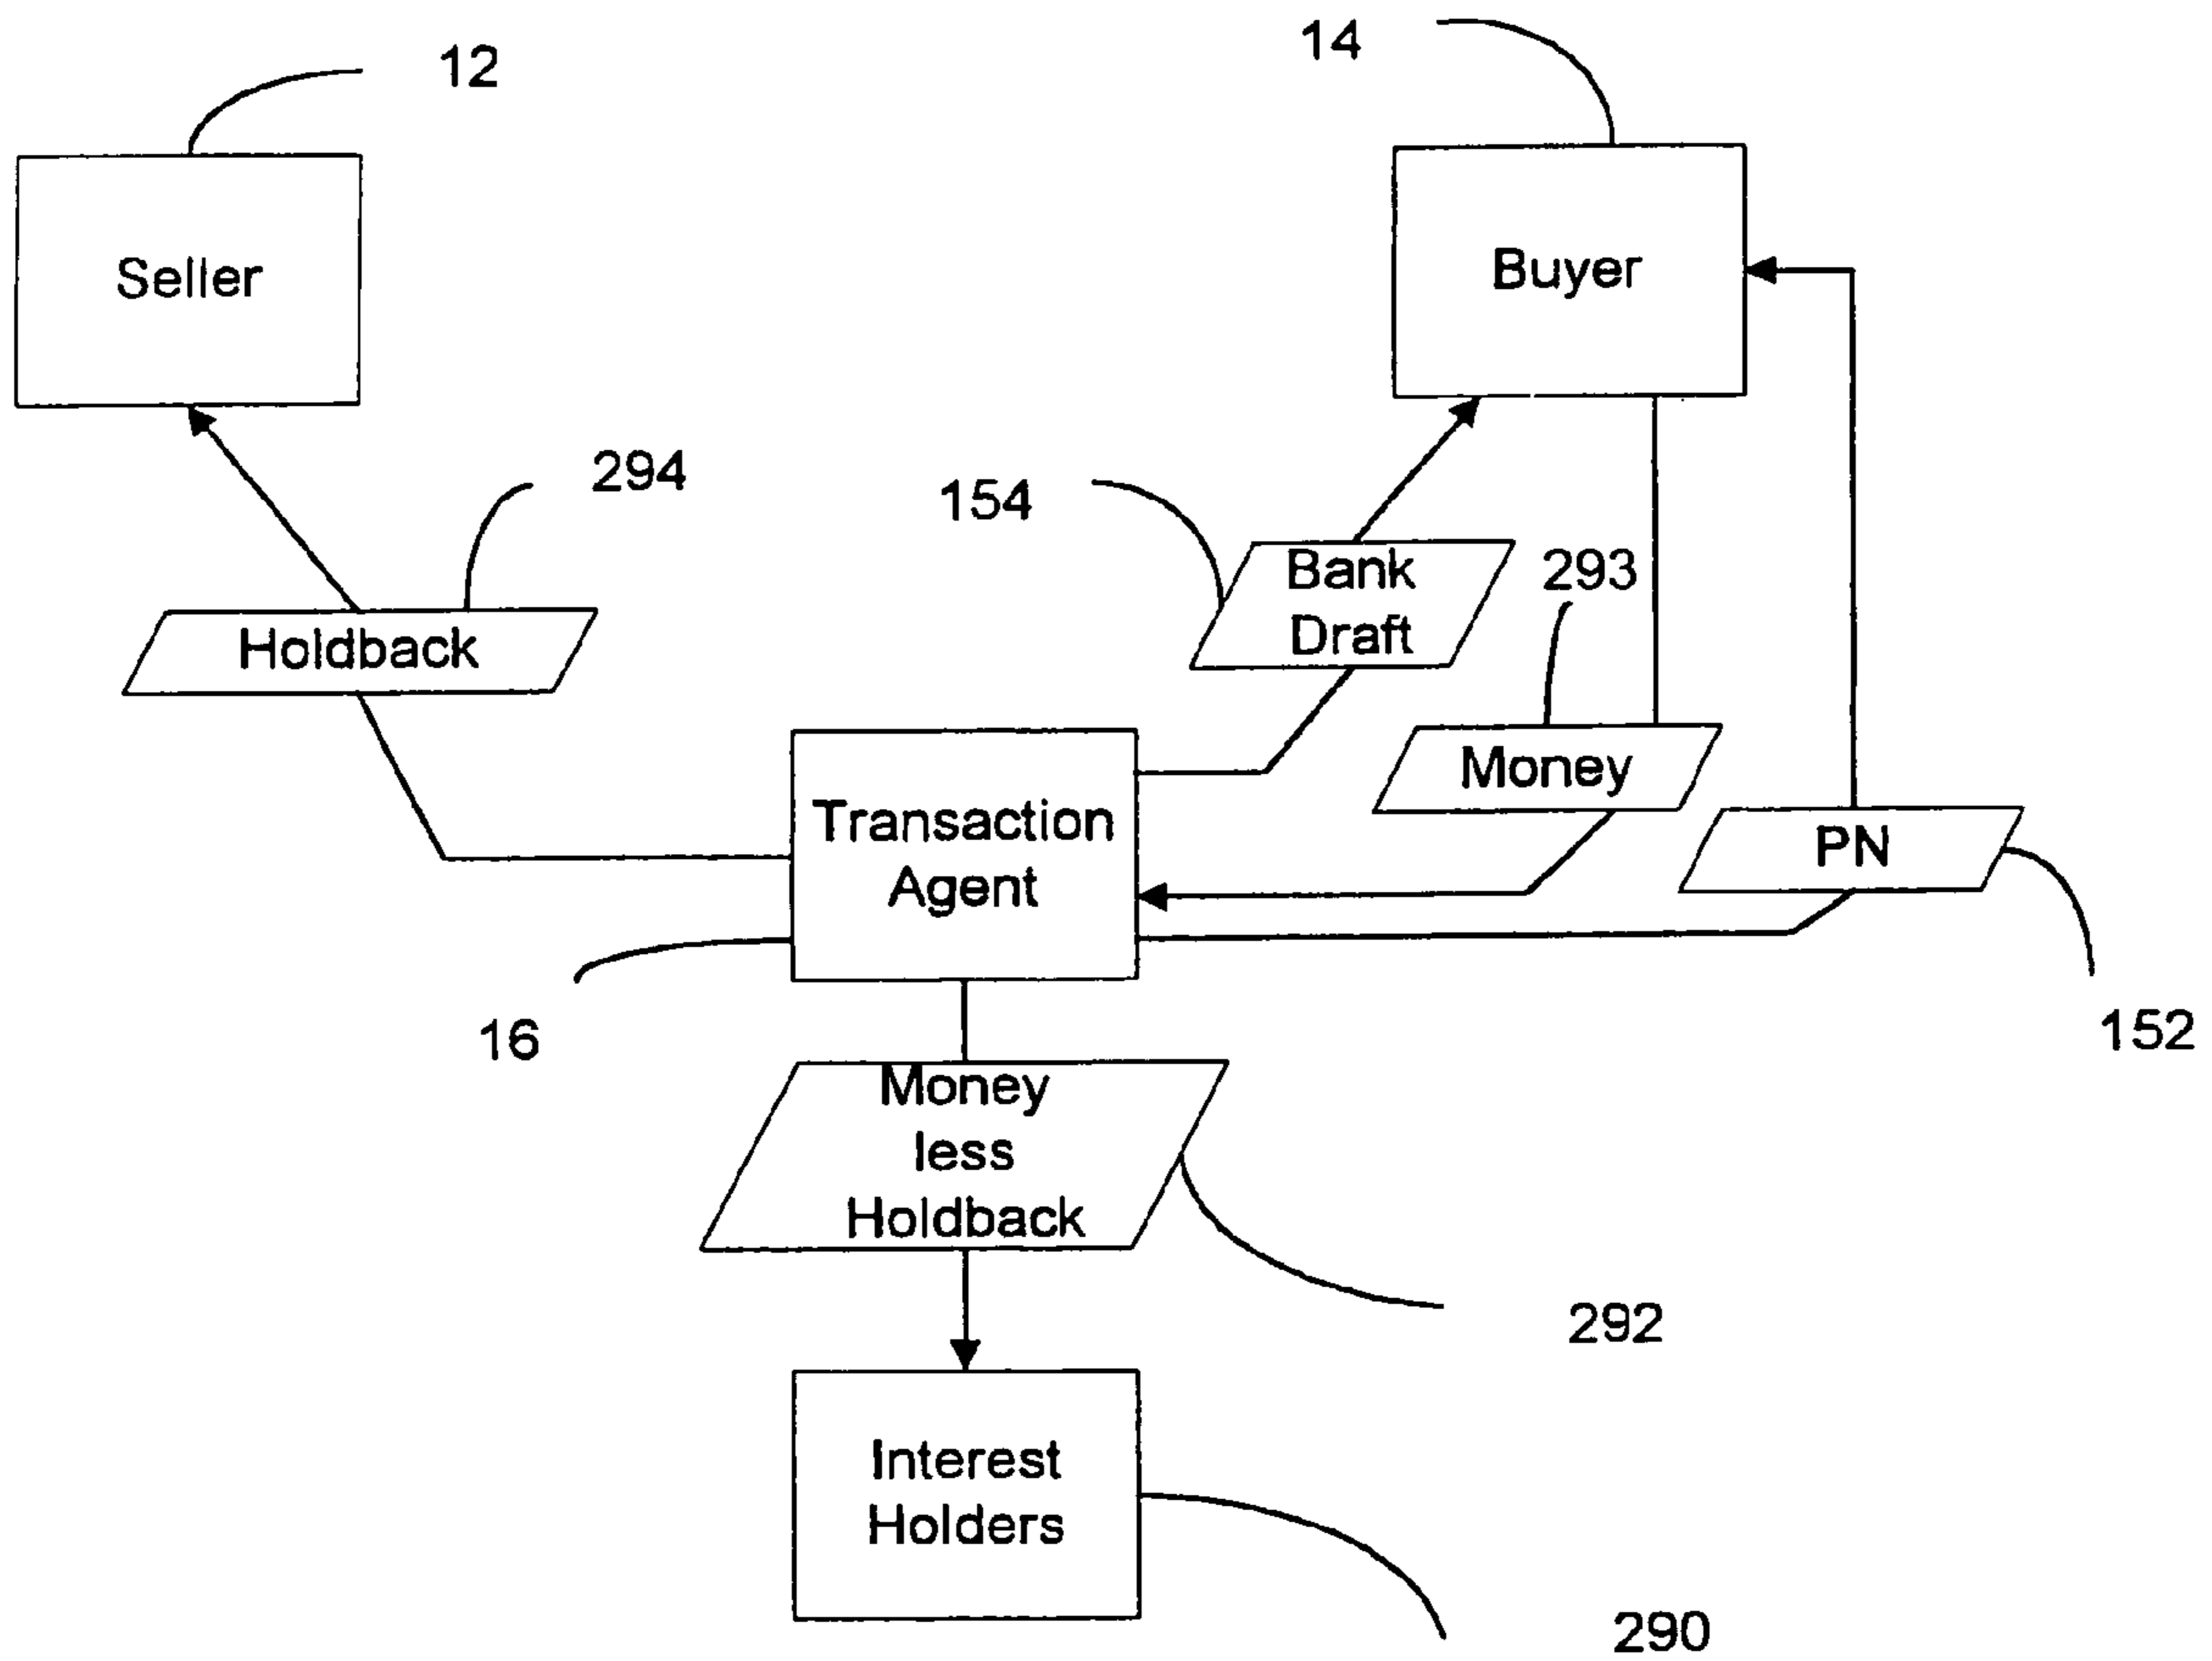 12
14
Seller
Buyer
294
154
Bank
Draft
293
Holdback
Money
Transaction
Agent
PN
16
152
Money
less
Holdback
292
Interest
Holders
290